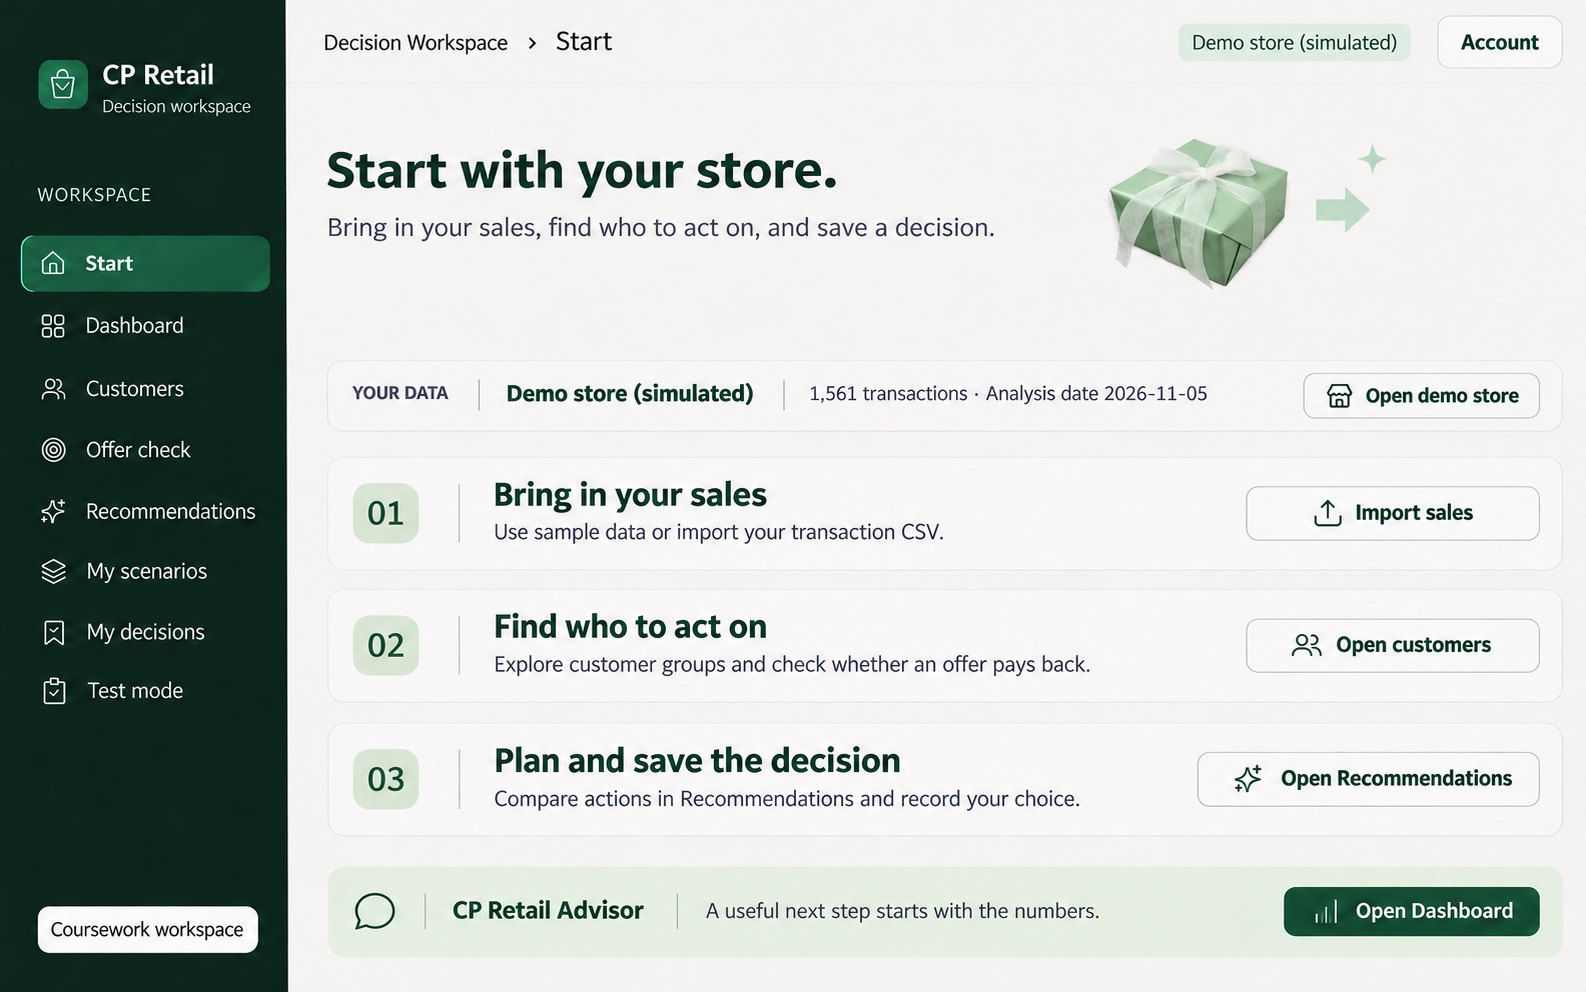 CP Retail
Decision workspace
WORKSPACE
Start
Dashboard
Customers
Offer check
Recommendations
My scenarios
My decisions
Test mode
Coursework workspace
Decision Workspace › Start
Demo store (simulated)
Account
Start with your store.
Bring in your sales, find who to act on, and save a decision.
YOUR DATA
Demo store (simulated)
1,561 transactions · Analysis date 2026-11-05
Open demo store
01
Bring in your sales
Use sample data or import your transaction CSV.
Import sales
02
Find who to act on
Explore customer groups and check whether an offer pays back.
Open customers
03
Plan and save the decision
Compare actions in Recommendations and record your choice.
Open Recommendations
CP Retail Advisor
A useful next step starts with the numbers.
Open Dashboard